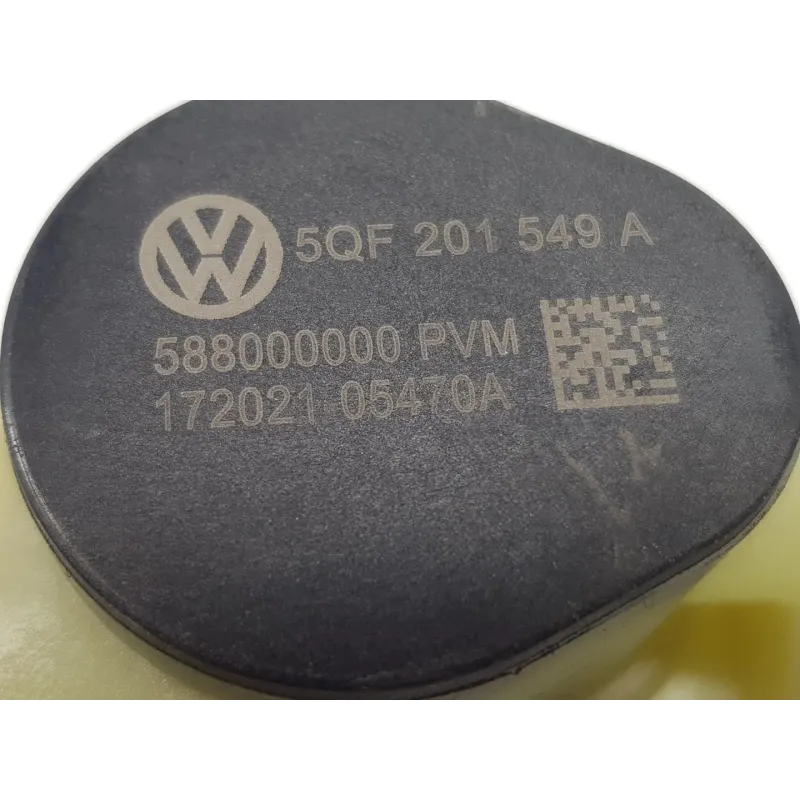 5QF 201 549 A
588000000 PVM
172021 05470A